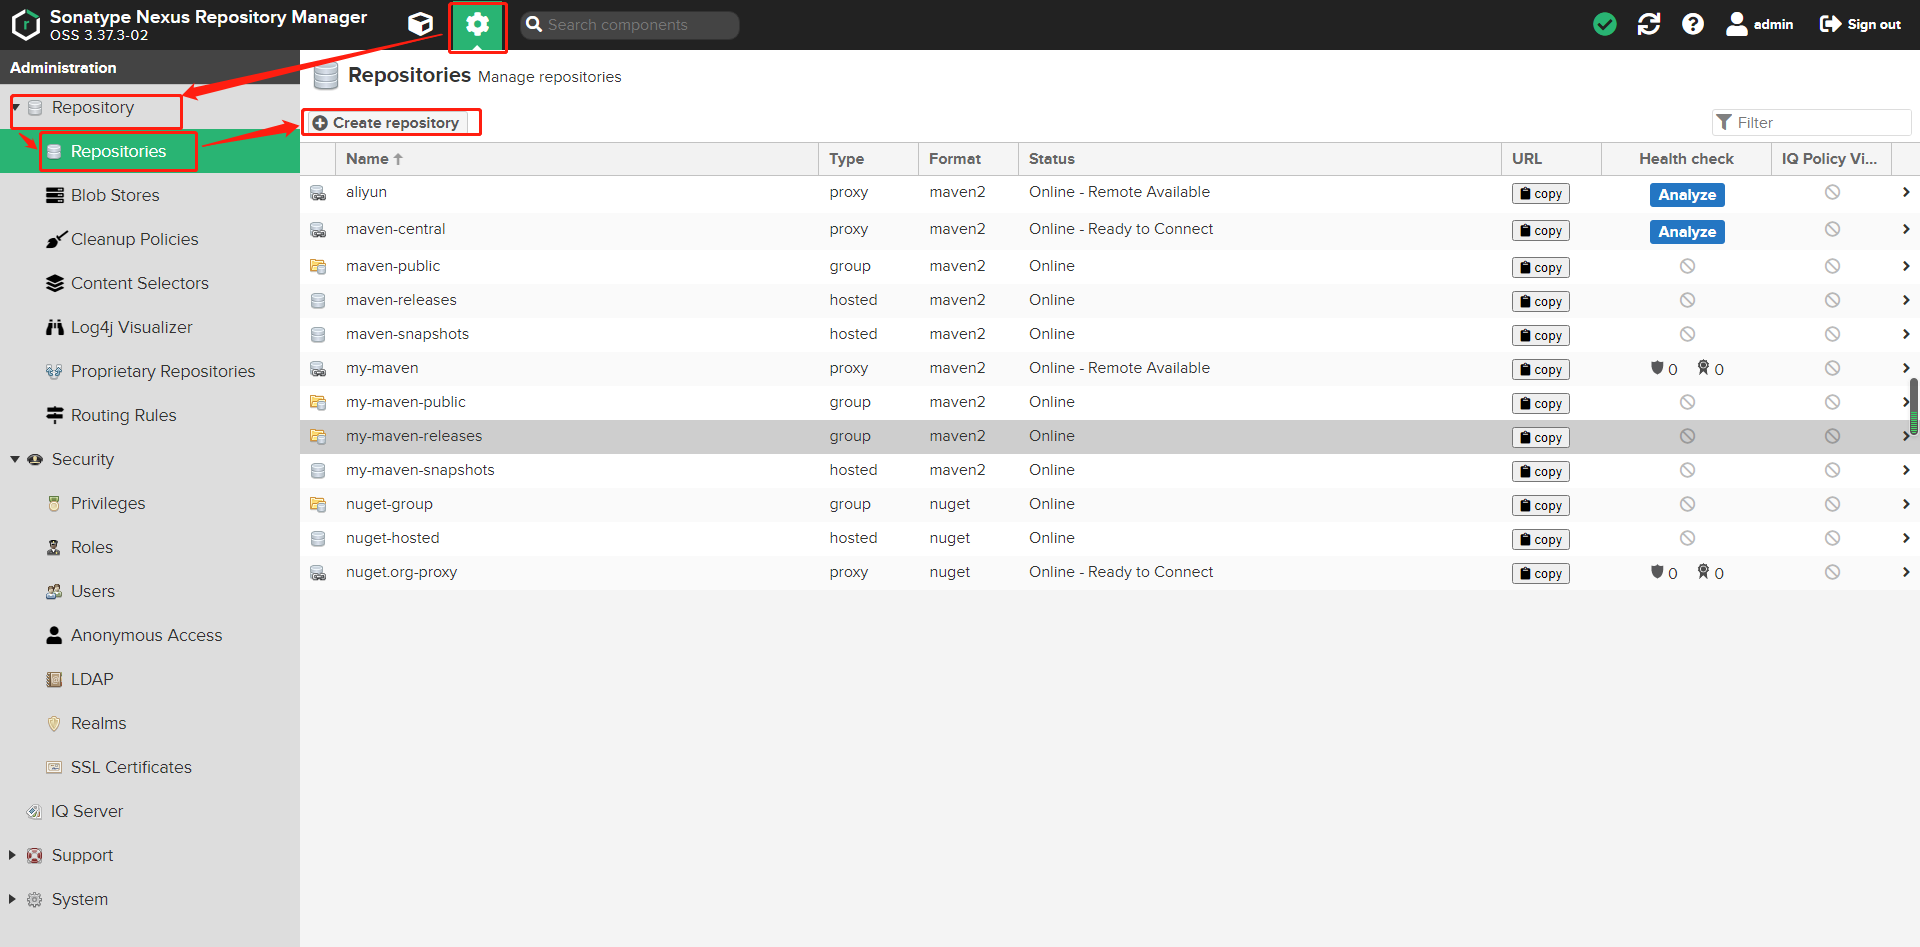 Sonatype Nexus Repository Manager
OSS 3.37.3-02
Search components
admin
Sign out
Administration
Repository
Repositories
Blob Stores
Cleanup Policies
Content Selectors
Log4j Visualizer
Proprietary Repositories
Routing Rules
Security
Privileges
Roles
Users
Anonymous Access
LDAP
Realms
SSL Certificates
IQ Server
Support
System
Repositories Manage repositories
Create repository
Filter
Name Type Format Status URL Health check IQ Policy Vi...
aliyun proxy maven2 Online - Remote Available copy Analyze
maven-central proxy maven2 Online - Ready to Connect copy Analyze
maven-public group maven2 Online copy
maven-releases hosted maven2 Online copy
maven-snapshots hosted maven2 Online copy
my-maven proxy maven2 Online - Remote Available copy 0 0
my-maven-public group maven2 Online copy
my-maven-releases group maven2 Online copy
my-maven-snapshots hosted maven2 Online copy
nuget-group group nuget Online copy
nuget-hosted hosted nuget Online copy
nuget.org-proxy proxy nuget Online - Ready to Connect copy 0 0